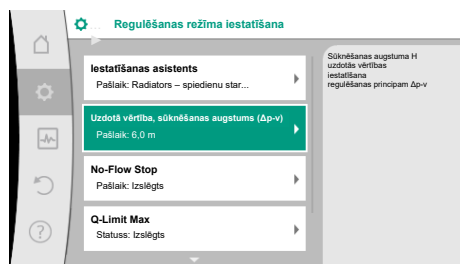 Regulēšanas režīma iestatīšana
Iestatīšanas asistents
Pašlaik: Radiators – spiedienu star...
Uzdotā vērtība, sūknēšanas augstums (Δp-v)
Pašlaik: 6,0 m
No-Flow Stop
Pašlaik: Izslēgts
Q-Limit Max
Statuss: Izslēgts
Sūknēšanas augstuma H
uzdotās vērtības
iestatīšana
regulēšanas principam Δp-v